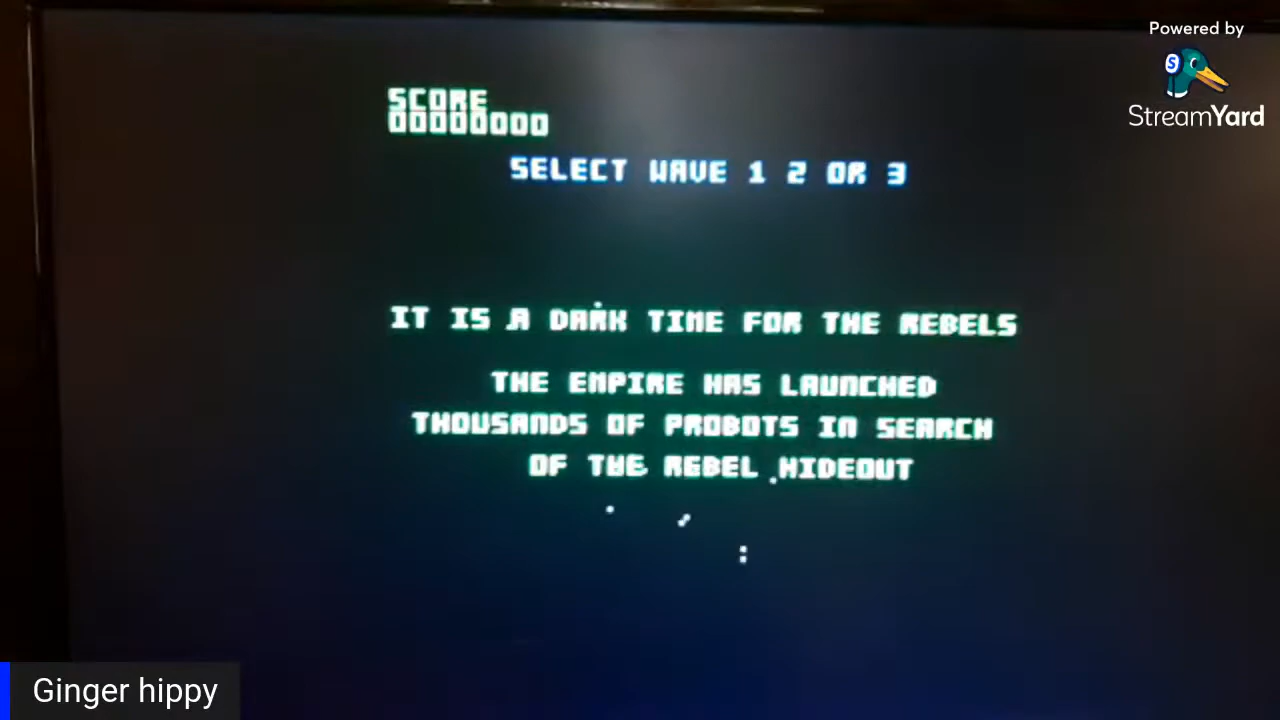 Powered by
StreamYard
SCORE
00000000
SELECT WAVE 1 2 OR 3
IT IS A DARK TIME FOR THE REBELS
THE EMPIRE HAS LAUNCHED
THOUSANDS OF PROBOTS IN SEARCH
OF THE REBEL HIDEOUT
Ginger hippy